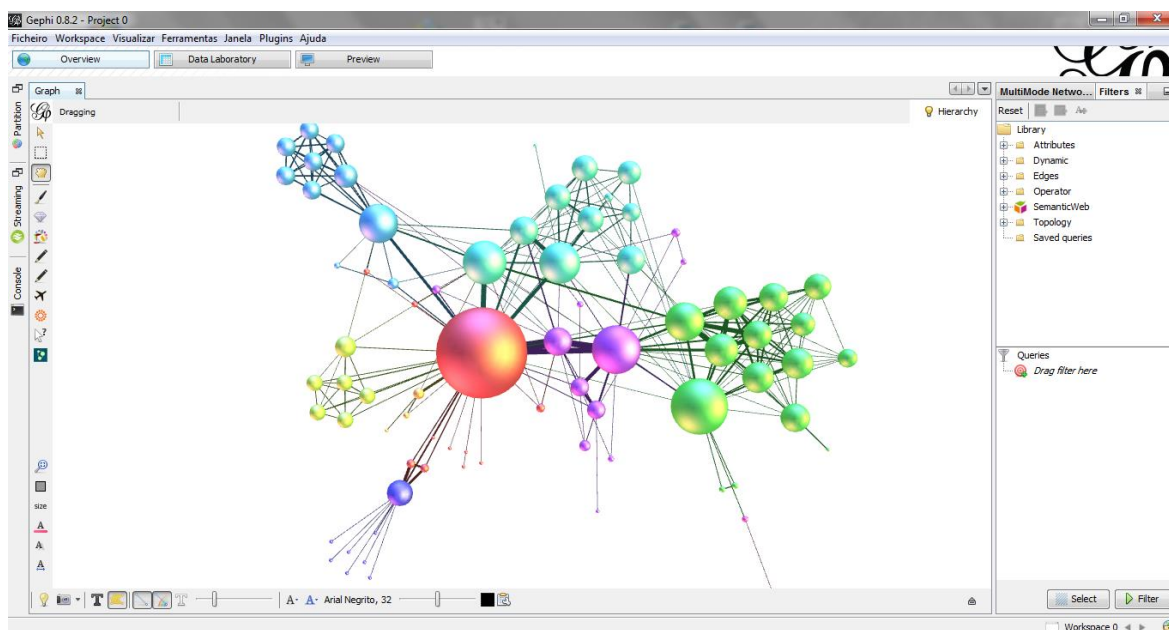 Gephi 0.8.2 - Project 0
Ficheiro Workspace Visualizar Ferramentas Janela Plugins Ajuda
Overview Data Laboratory Preview
Graph
Dragging
Hierarchy
Partition
Streaming
Console
size
A
A
A
T T A- A- Arial Negrito, 32
MultiMode Netwo... Filters
Reset
Library
Attributes
Dynamic
Edges
Operator
SemanticWeb
Topology
Saved queries
Queries
Drag filter here
Select Filter
Workspace 0